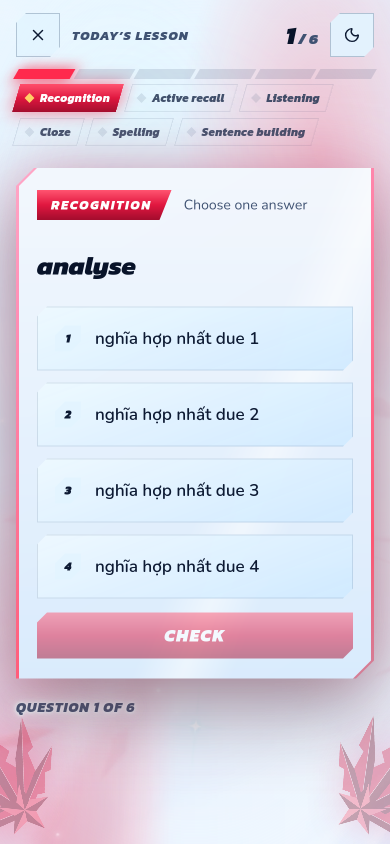 TODAY'S LESSON
1 / 6
Recognition
Active recall
Listening
Cloze
Spelling
Sentence building
RECOGNITION
Choose one answer
analyse
1 nghĩa hợp nhất due 1
2 nghĩa hợp nhất due 2
3 nghĩa hợp nhất due 3
4 nghĩa hợp nhất due 4
CHECK
QUESTION 1 OF 6